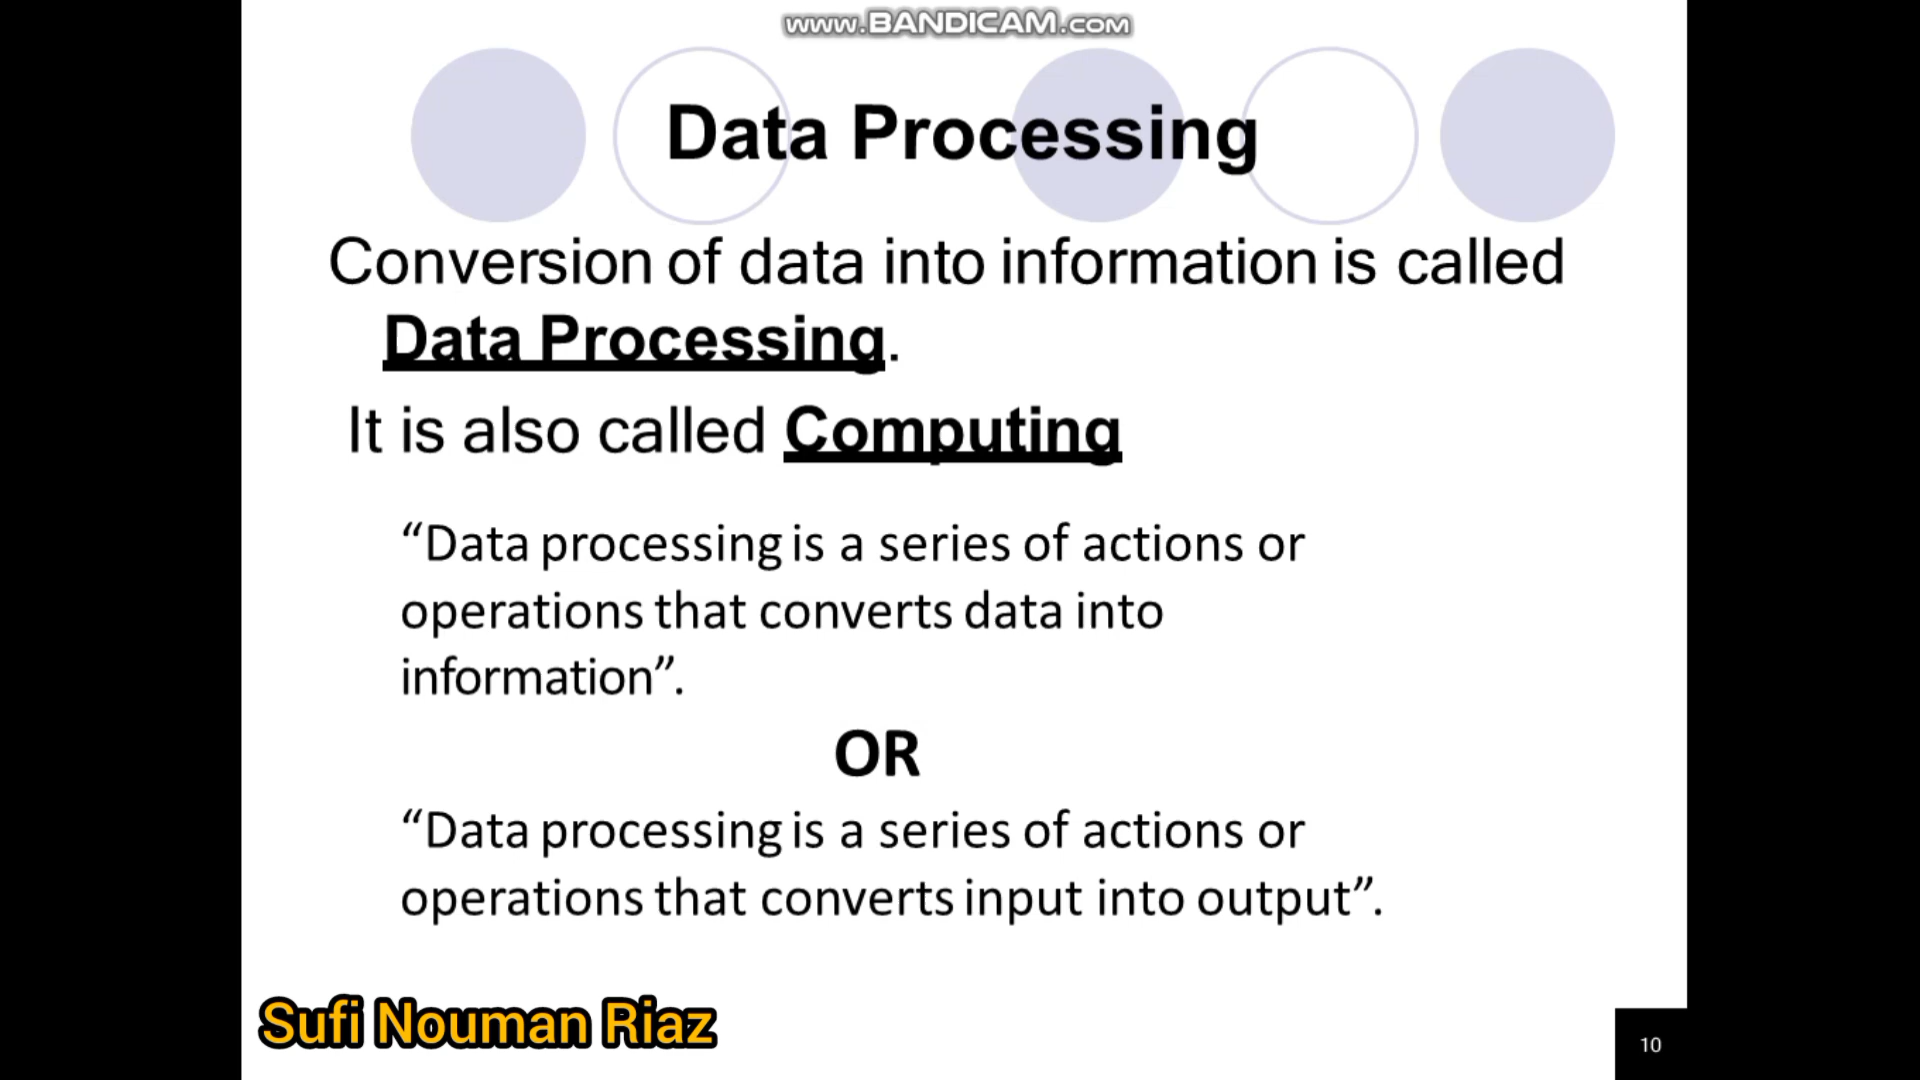 www.BANDICAM.com
Data Processing
Conversion of data into information is called
Data Processing.
It is also called Computing
“Data processing is a series of actions or
operations that converts data into
information”.
OR
“Data processing is a series of actions or
operations that converts input into output”.
Sufi Nouman Riaz
10